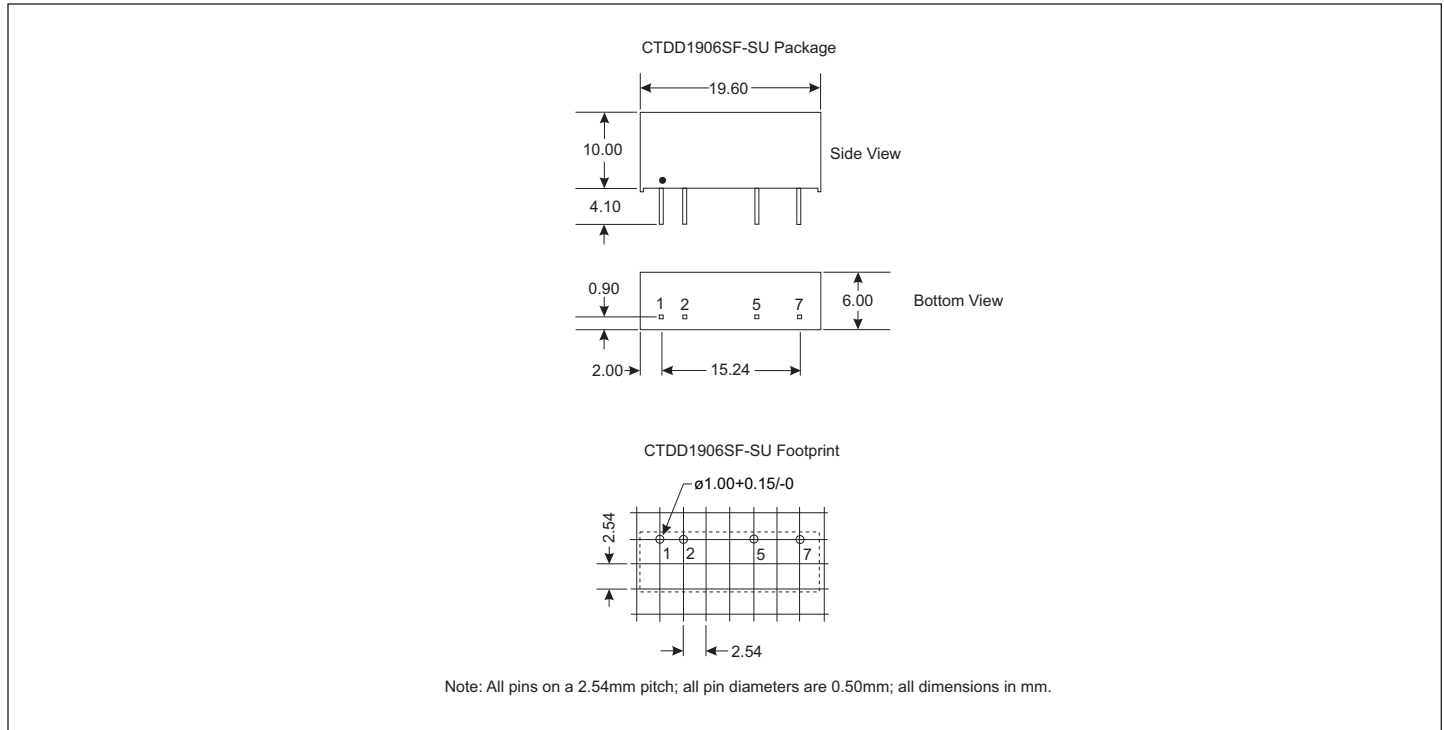 CTDD1906SF-SU Package
19.60
10.00
Side View
4.10
0.90
1 2 5 7
6.00
Bottom View
2.00
15.24
CTDD1906SF-SU Footprint
ø1.00+0.15/-0
2.54
1 2 5 7
2.54
Note: All pins on a 2.54mm pitch; all pin diameters are 0.50mm; all dimensions in mm.